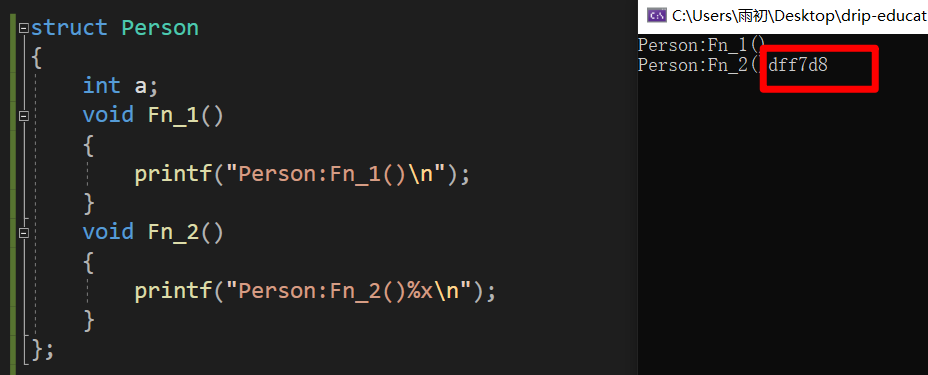 struct Person
{
int a;
void Fn_1()
{
printf("Person:Fn_1()\n");
}
void Fn_2()
{
printf("Person:Fn_2()%x\n");
}
};
C:\Users\雨初\Desktop\drip-educat
Person:Fn_1()
Person:Fn_2()dff7d8